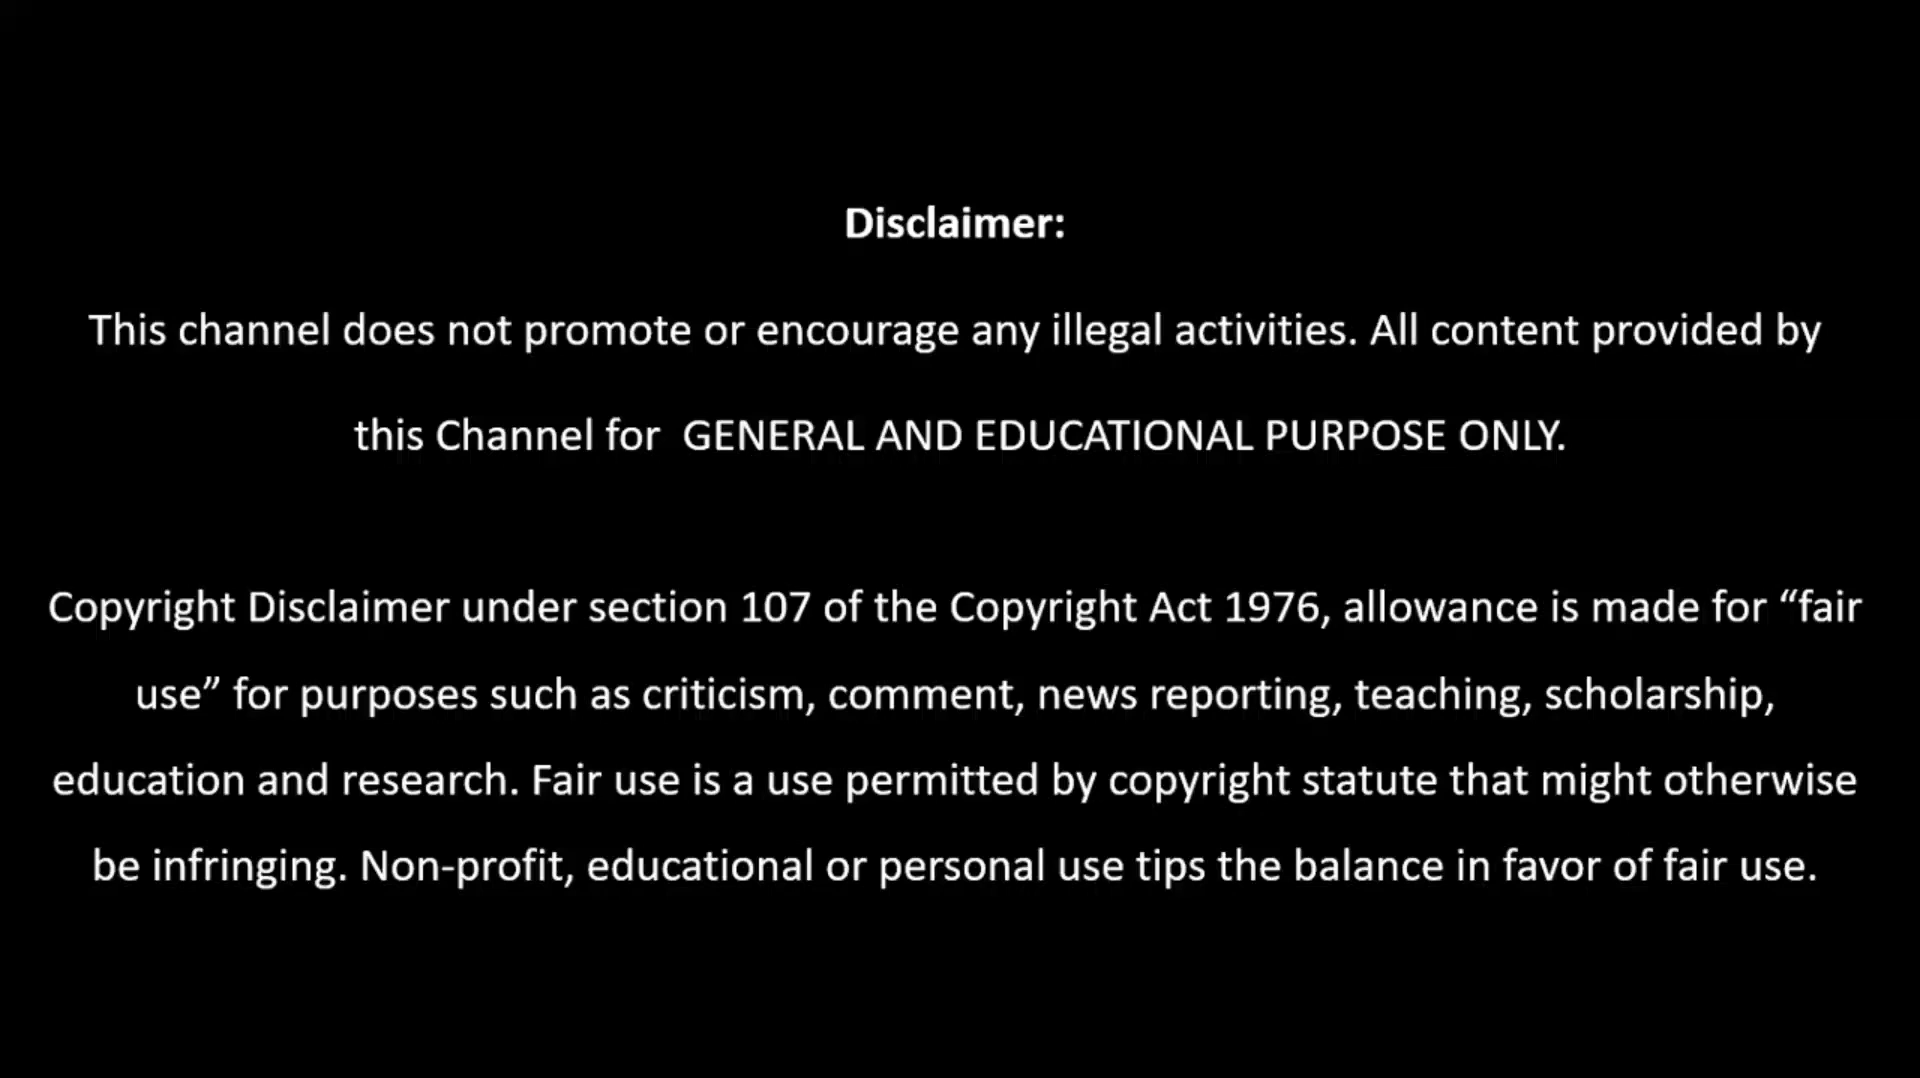 Disclaimer:
This channel does not promote or encourage any illegal activities. All content provided by
this Channel for  GENERAL AND EDUCATIONAL PURPOSE ONLY.
Copyright Disclaimer under section 107 of the Copyright Act 1976, allowance is made for “fair
use” for purposes such as criticism, comment, news reporting, teaching, scholarship,
education and research. Fair use is a use permitted by copyright statute that might otherwise
be infringing. Non-profit, educational or personal use tips the balance in favor of fair use.